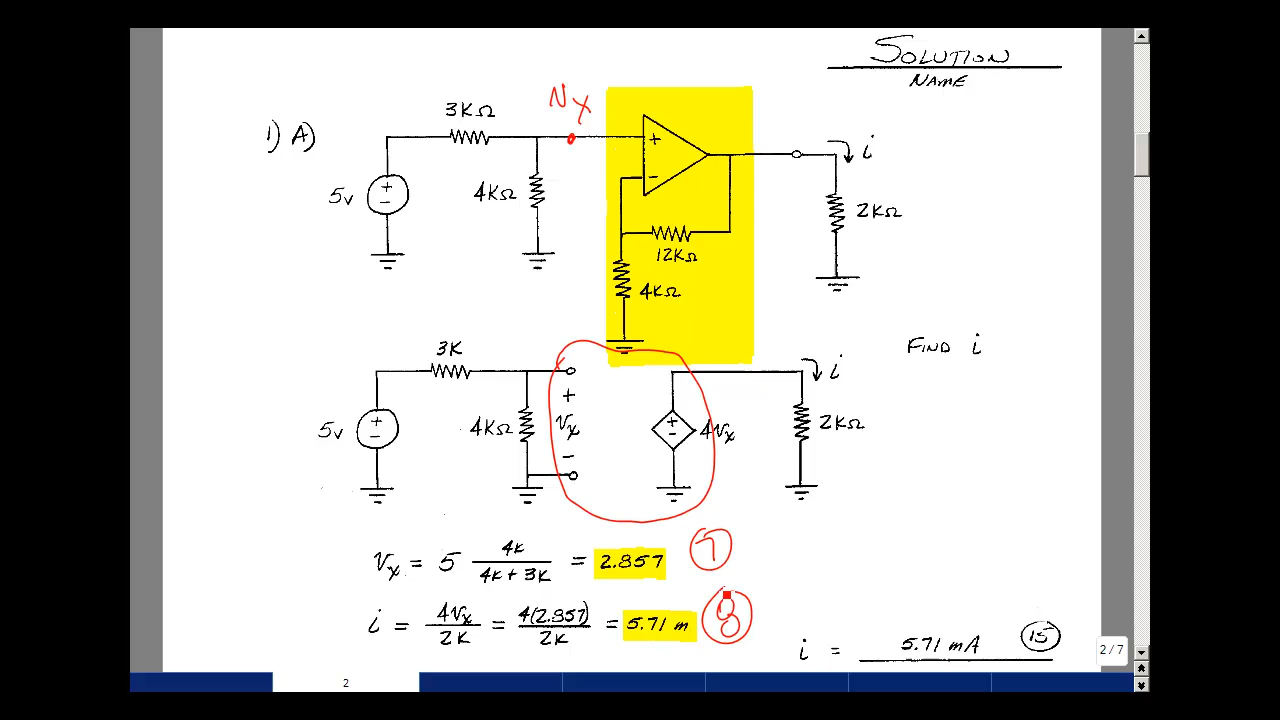 SOLUTION
NAME
1) A)
3KΩ
Nx
+
i
5v
+
-
4KΩ
-
2KΩ
12KΩ
4KΩ
FIND i
3K
i
+
5v
+
-
4KΩ
Vx
+
-
4Vx
2KΩ
-
Vx = 5 4K / 4K + 3K = 2.857 7
i = 4Vx / 2K = 4(2.857) / 2K = 5.71 m 8
i = 5.71 mA 15
2 / 7
2